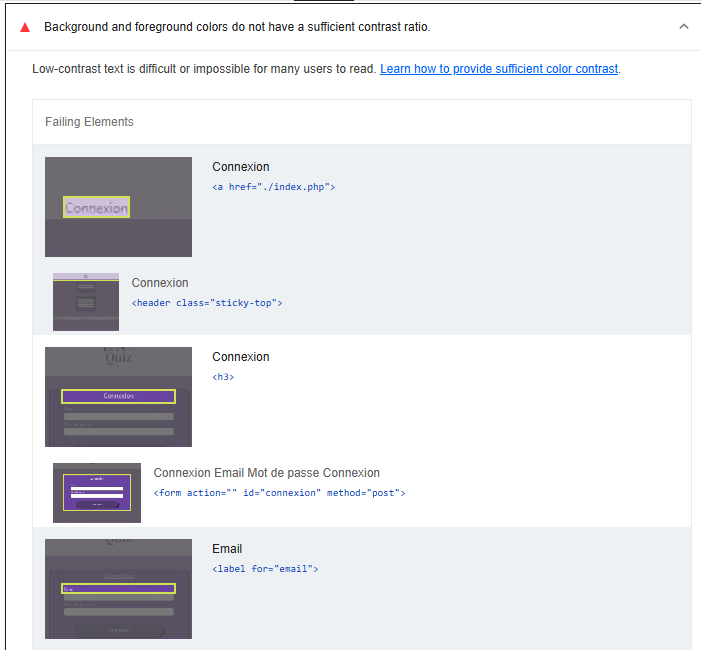 Background and foreground colors do not have a sufficient contrast ratio.
Low-contrast text is difficult or impossible for many users to read. Learn how to provide sufficient color contrast.
Failing Elements
Connexion
<a href="./index.php">
Connexion
Connexion
<header class="sticky-top">
Quiz
Connexion
<h3>
Connexion
Connexion Email Mot de passe Connexion
<form action="" id="connexion" method="post">
Quiz
Email
<label for="email">
Connexion
Connexion